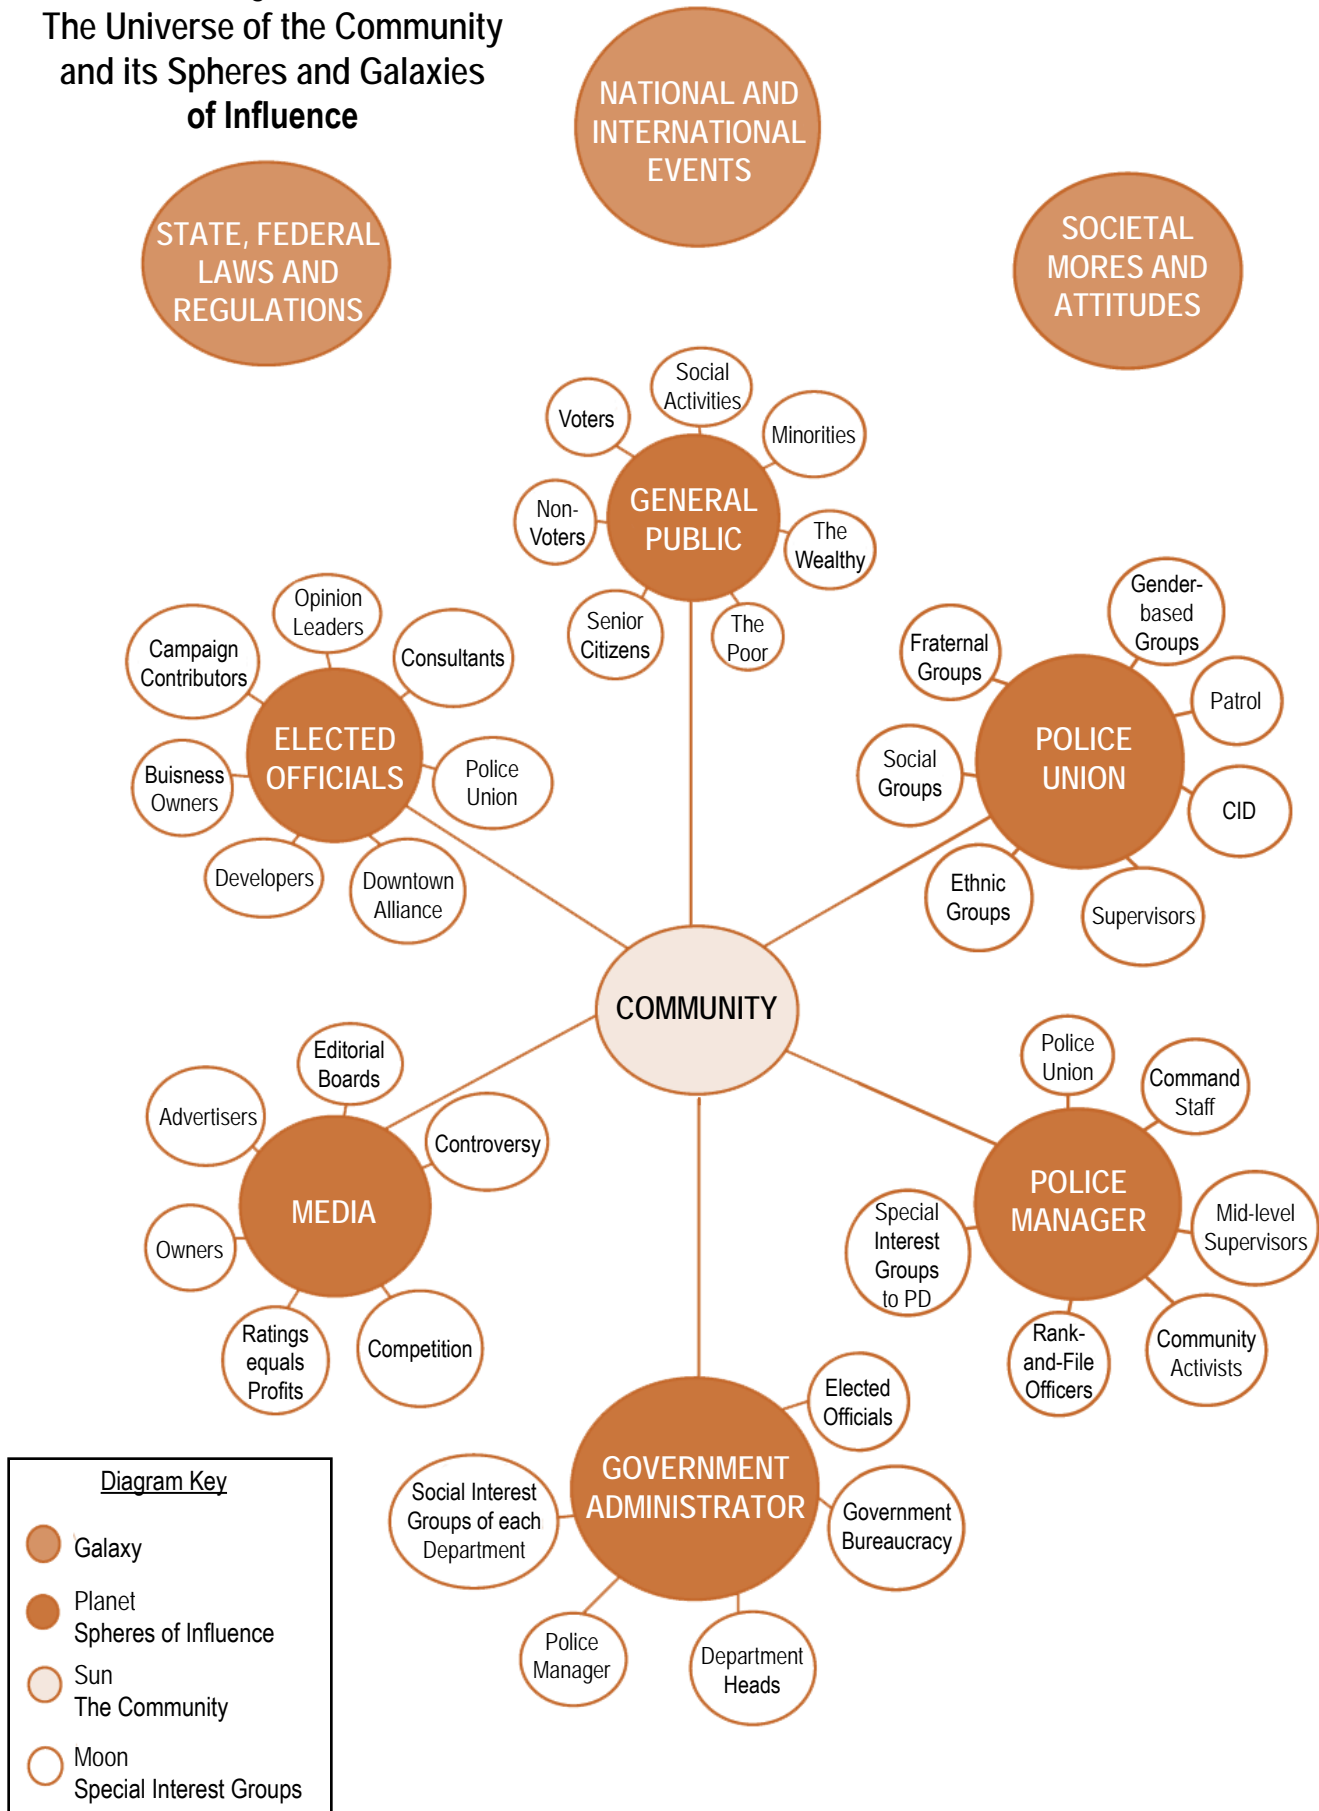 The Universe of the Community
and its Spheres and Galaxies
of Influence
NATIONAL AND
INTERNATIONAL
EVENTS
STATE, FEDERAL
LAWS AND
REGULATIONS
SOCIETAL
MORES AND
ATTITUDES
GENERAL
PUBLIC
Social
Activities
Minorities
The
Wealthy
The
Poor
Senior
Citizens
Non-
Voters
Voters
ELECTED
OFFICIALS
Opinion
Leaders
Consultants
Police
Union
Downtown
Alliance
Developers
Buisness
Owners
Campaign
Contributors
POLICE
UNION
Gender-
based
Groups
Patrol
CID
Supervisors
Ethnic
Groups
Social
Groups
Fraternal
Groups
COMMUNITY
MEDIA
Editorial
Boards
Controversy
Competition
Ratings
equals
Profits
Owners
Advertisers
POLICE
MANAGER
Police
Union
Command
Staff
Mid-level
Supervisors
Community
Activists
Rank-
and-File
Officers
Special
Interest
Groups
to PD
GOVERNMENT
ADMINISTRATOR
Elected
Officials
Government
Bureaucracy
Department
Heads
Police
Manager
Social Interest
Groups of each
Department
Diagram Key
Galaxy
Planet
Spheres of Influence
Sun
The Community
Moon
Special Interest Groups